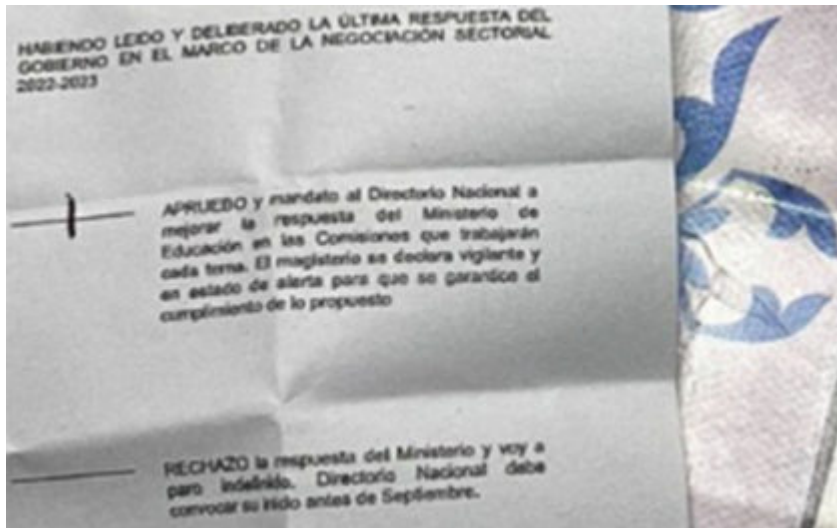 HABIENDO LEIDO Y DELIBERADO LA ÚLTIMA RESPUESTA DEL
GOBIERNO EN EL MARCO DE LA NEGOCIACIÓN SECTORIAL
2022-2023
APRUEBO y mandato al Directorio Nacional a
mejorar la respuesta del Ministerio de
Educación en las Comisiones que trabajarán
cada tema. El magisterio se declara vigilante y
en estado de alerta para que se garantice el
cumplimiento de lo propuesto
RECHAZO la respuesta del Ministerio y voy a
paro indefinido. Directorio Nacional debe
convocar su inicio antes de Septiembre.